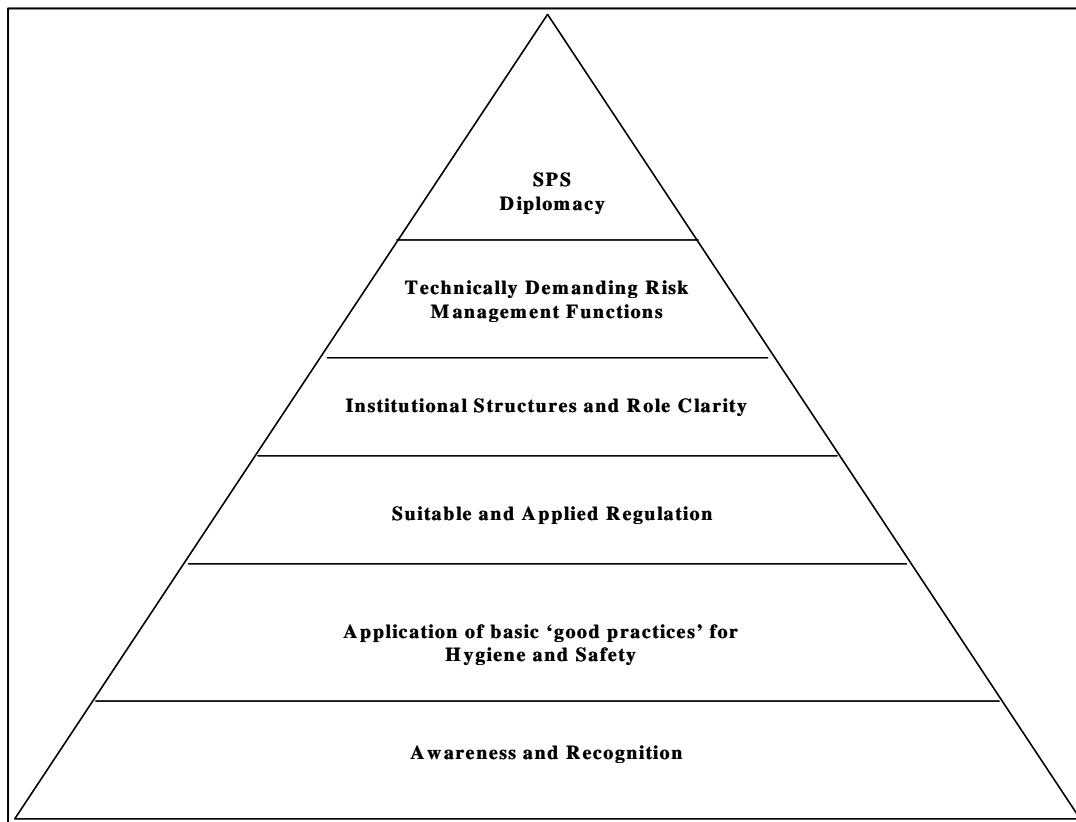 SPS
Diplomacy
Technically Demanding Risk
Management Functions
Institutional Structures and Role Clarity
Suitable and Applied Regulation
Application of basic ‘good practices’ for
Hygiene and Safety
Awareness and Recognition